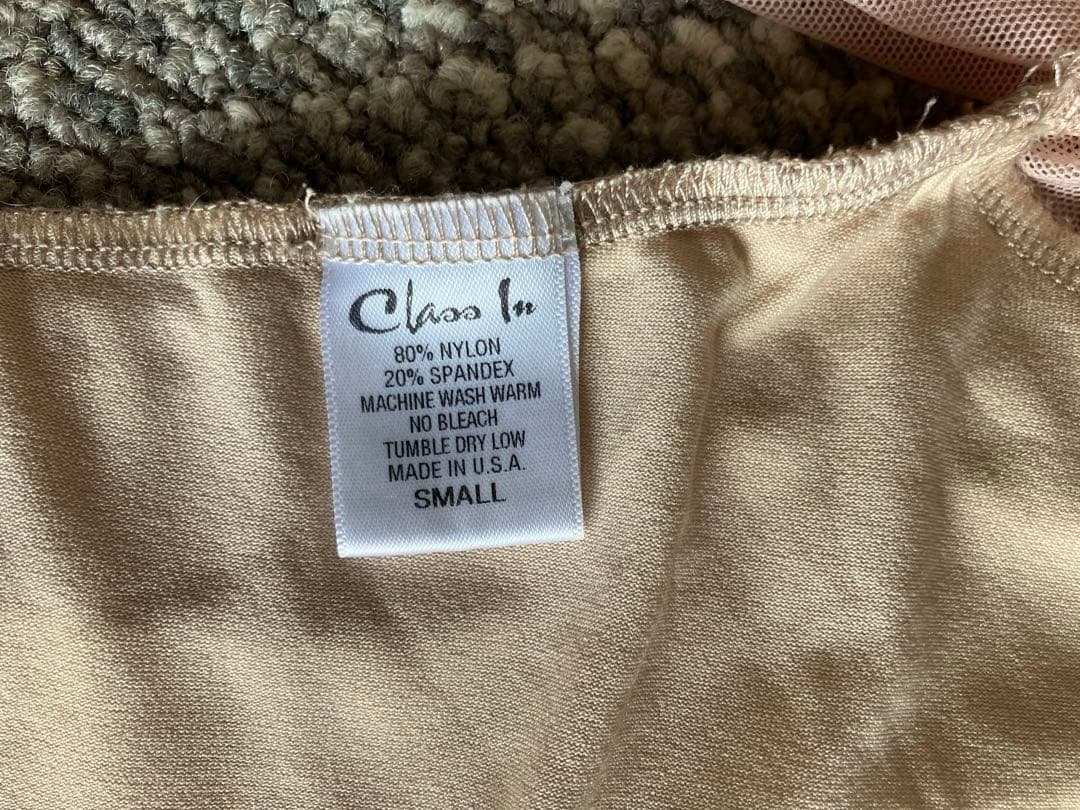 Class In
80% NYLON
20% SPANDEX
MACHINE WASH WARM
NO BLEACH
TUMBLE DRY LOW
MADE IN U.S.A.
SMALL